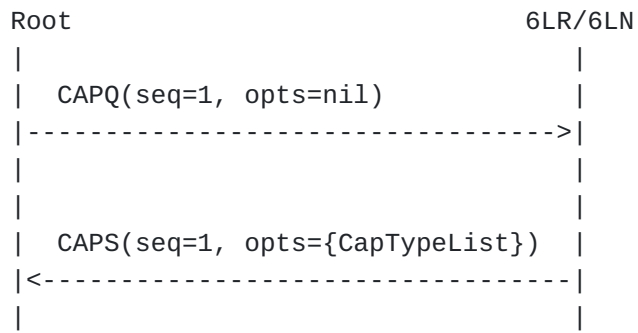 Root 6LR/6LN
| |
| CAPQ(seq=1, opts=nil) |
|--------------------------------->|
| |
| |
| CAPS(seq=1, opts={CapTypeList}) |
|<---------------------------------|
| |